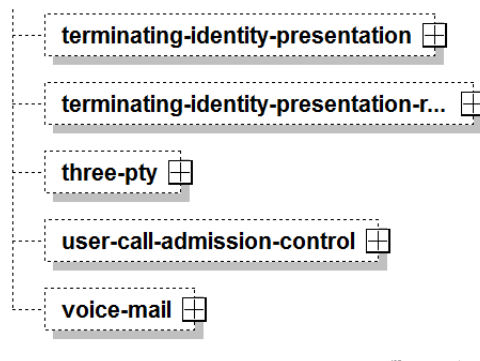 terminating-identity-presentation
terminating-identity-presentation-r...
three-pty
user-call-admission-control
voice-mail